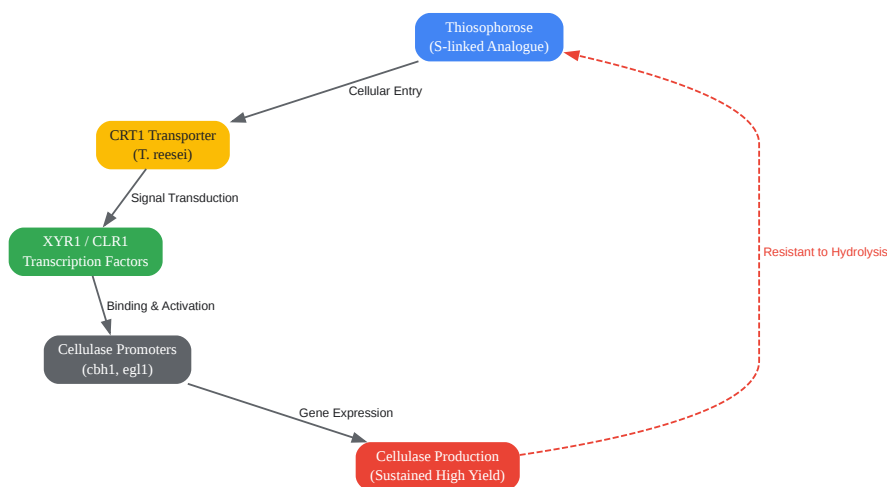 Thiosophorose
(S-linked Analogue)
Cellular Entry
CRT1 Transporter
(T. reesei)
Signal Transduction
XYR1 / CLR1
Transcription Factors
Resistant to Hydrolysis
Binding & Activation
Cellulase Promoters
(cbh1, egl1)
Gene Expression
Cellulase Production
(Sustained High Yield)